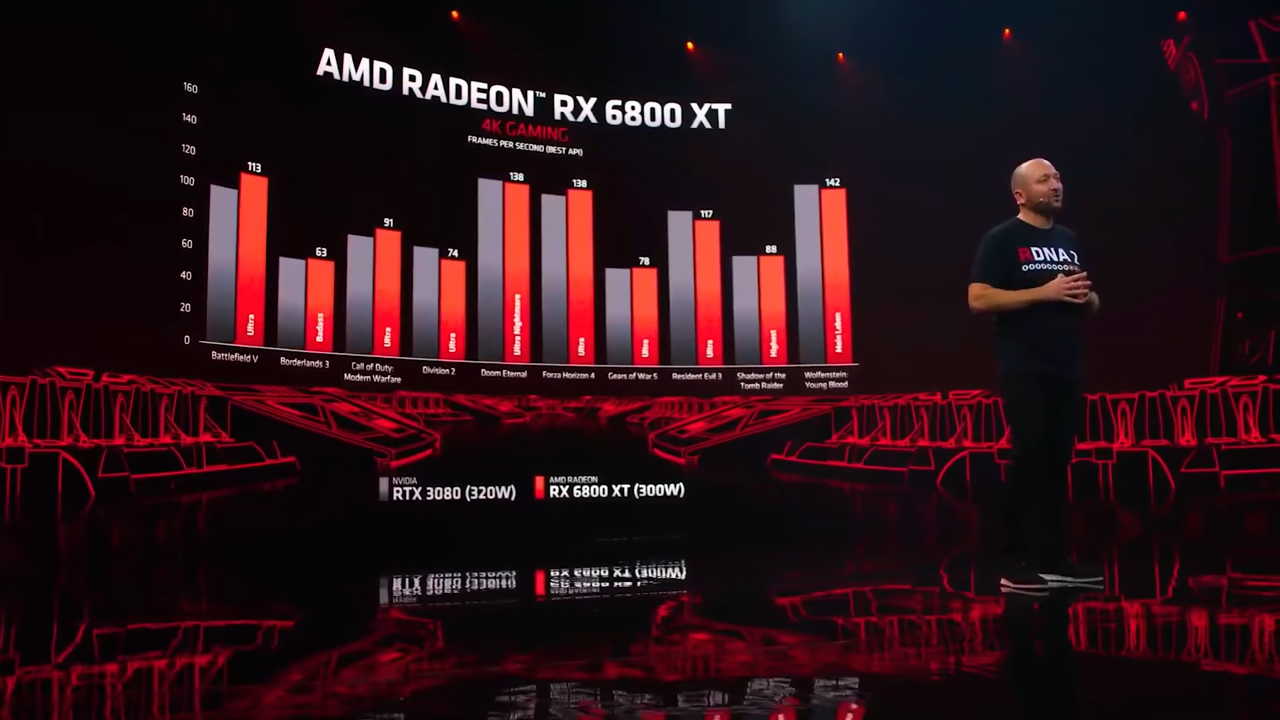 AMD RADEON™ RX 6800 XT
4K GAMING
FRAMES PER SECOND (BEST API)
160
140
120
100
80
60
40
20
0
113
63
91
74
138
138
78
117
88
142
Ultra
Badass
Ultra
Ultra
Ultra Nightmare
Ultra
Ultra
Ultra
Highest
Mein Leben
Battlefield V
Borderlands 3
Call of Duty:
Modern Warfare
Division 2
Doom Eternal
Forza Horizon 4
Gears of War 5
Resident Evil 3
Shadow of the
Tomb Raider
Wolfenstein:
Young Blood
NVIDIA
RTX 3080 (320W)
AMD RADEON
RX 6800 XT (300W)
RDNA 2